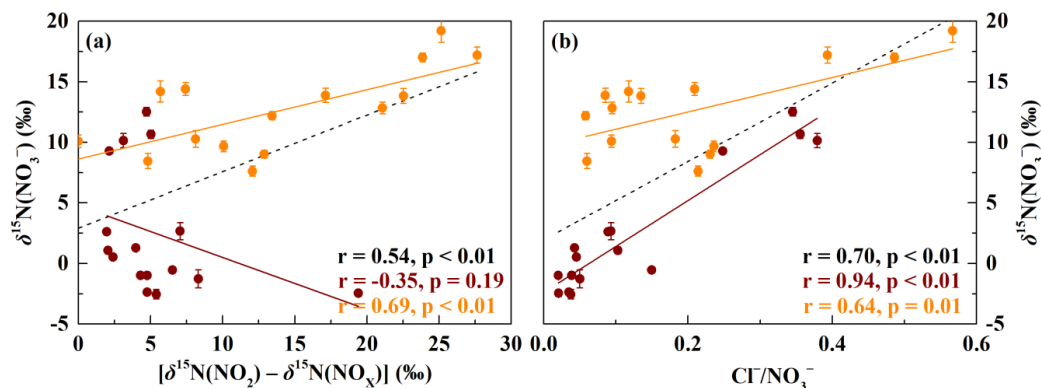 (a)
20
15
10
5
0
-5
δ¹⁵N(NO₃⁻) (‰)
r = 0.54, p < 0.01
r = -0.35, p = 0.19
r = 0.69, p < 0.01
0 5 10 15 20 25 30
[δ¹⁵N(NO₂) – δ¹⁵N(NOₓ)] (‰)
(b)
r = 0.70, p < 0.01
r = 0.94, p < 0.01
r = 0.64, p = 0.01
0.0 0.2 0.4 0.6
Cl⁻/NO₃⁻
20
15
10
5
0
-5
δ¹⁵N(NO₃⁻) (‰)